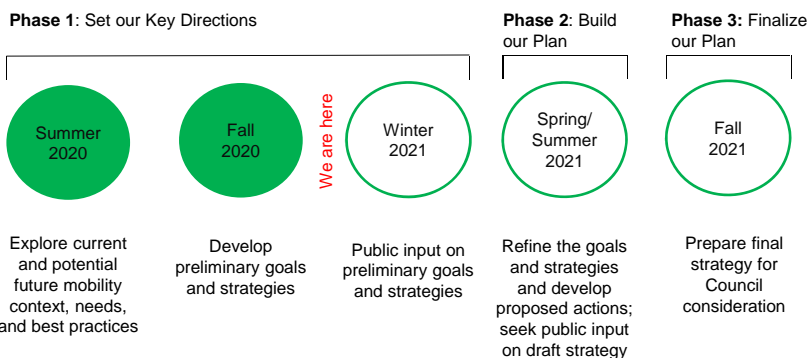 Phase 1: Set our Key Directions
Phase 2: Build
our Plan
Phase 3: Finalize
our Plan
Summer
2020
Fall
2020
We are here
Winter
2021
Spring/
Summer
2021
Fall
2021
Explore current
and potential
future mobility
context, needs,
and best practices
Develop
preliminary goals
and strategies
Public input on
preliminary goals
and strategies
Refine the goals
and strategies
and develop
proposed actions;
seek public input
on draft strategy
Prepare final
strategy for
Council
consideration